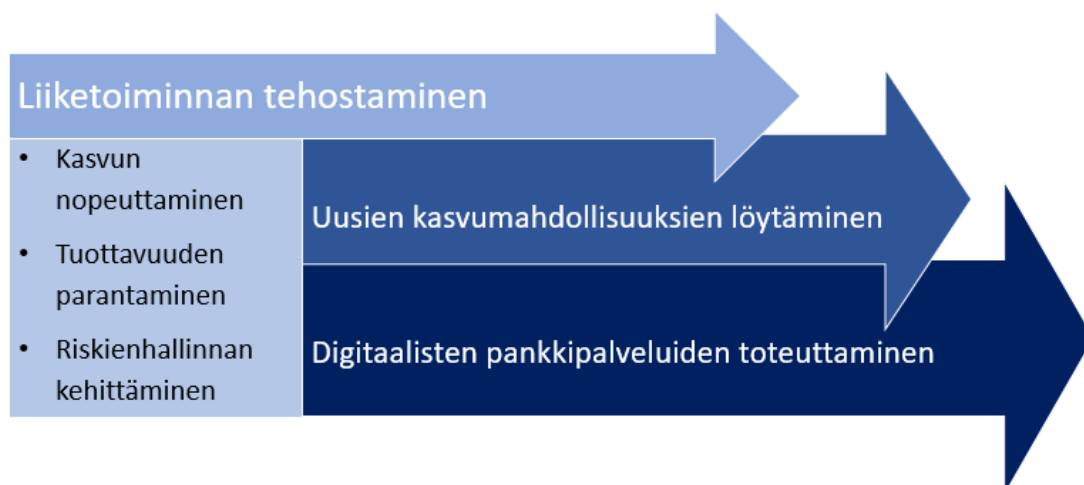 Liiketoiminnan tehostaminen
• Kasvun
nopeuttaminen
• Tuottavuuden
parantaminen
• Riskienhallinnan
kehittäminen
Uusien kasvumahdollisuuksien löytäminen
Digitaalisten pankkipalveluiden toteuttaminen